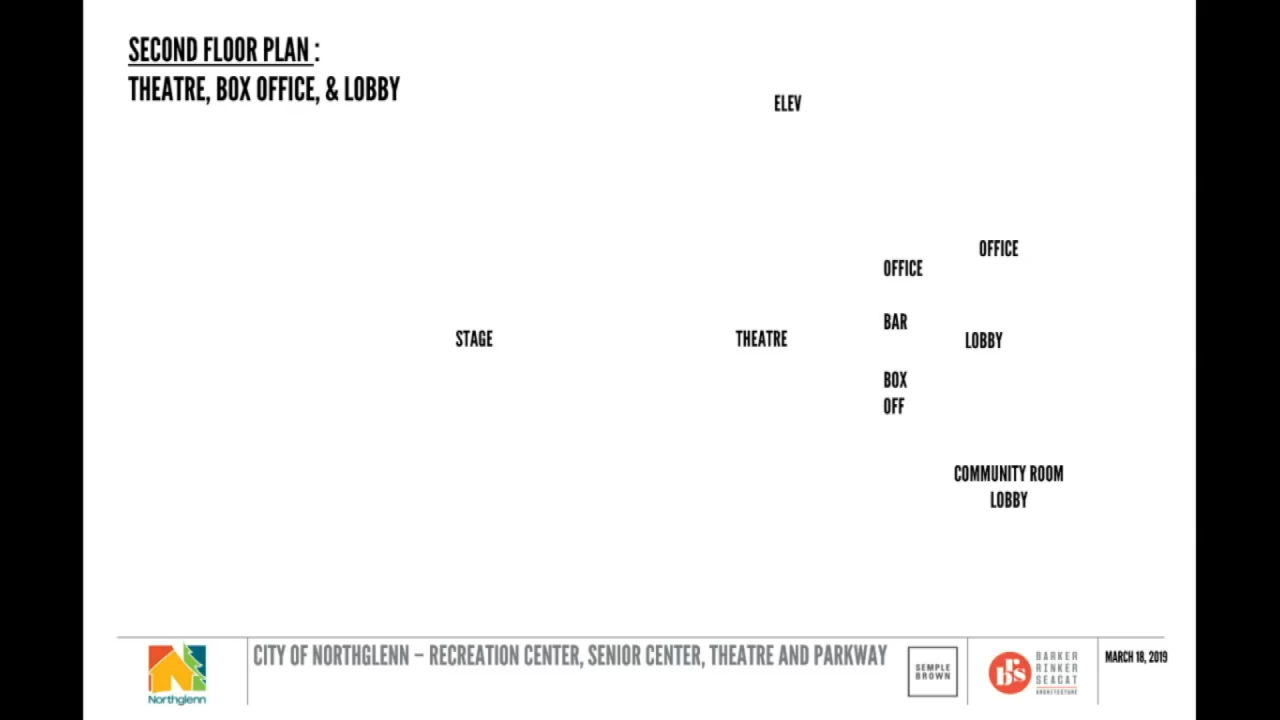 SECOND FLOOR PLAN :
THEATRE, BOX OFFICE, & LOBBY
ELEV
OFFICE
OFFICE
BAR
STAGE
THEATRE
LOBBY
BOX
OFF
COMMUNITY ROOM
LOBBY
Northglenn
CITY OF NORTHGLENN – RECREATION CENTER, SENIOR CENTER, THEATRE AND PARKWAY
SEMPLE
BROWN
brs
BARKER
RINKER
SEACAT
ARCHITECTURE
MARCH 18, 2019